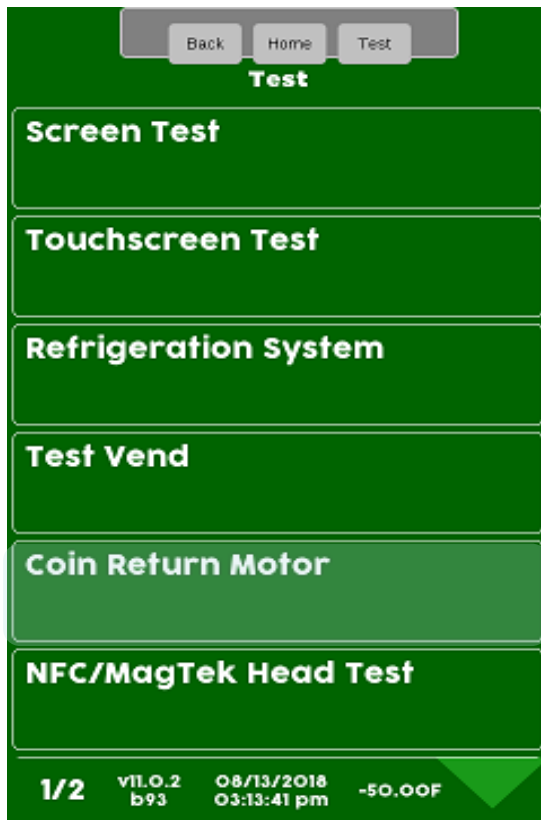 Back Home Test
Test
Screen Test
Touchscreen Test
Refrigeration System
Test Vend
Coin Return Motor
NFC/MagTek Head Test
1/2 v11.0.2 08/13/2018 -50.00F
b93 03:13:41 pm